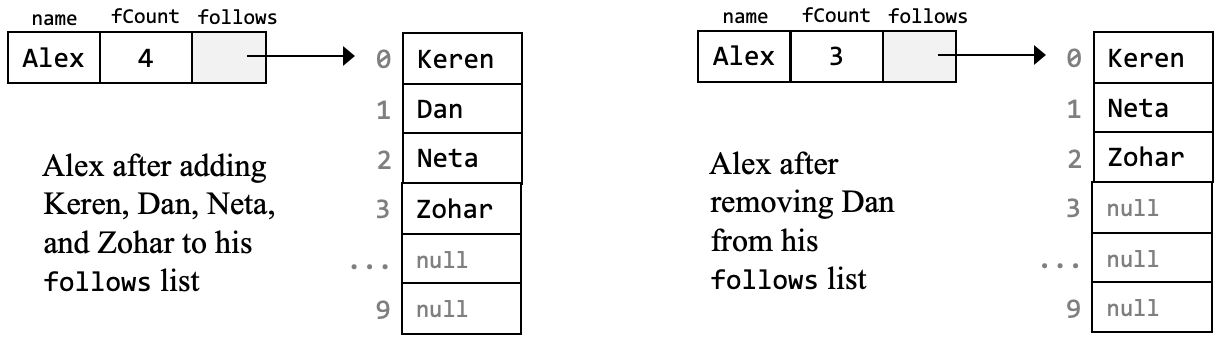 name fCount follows
Alex 4
0 Keren
1 Dan
2 Neta
3 Zohar
... null
9 null
Alex after adding
Keren, Dan, Neta,
and Zohar to his
follows list
name fCount follows
Alex 3
0 Keren
1 Neta
2 Zohar
3 null
... null
9 null
Alex after
removing Dan
from his
follows list